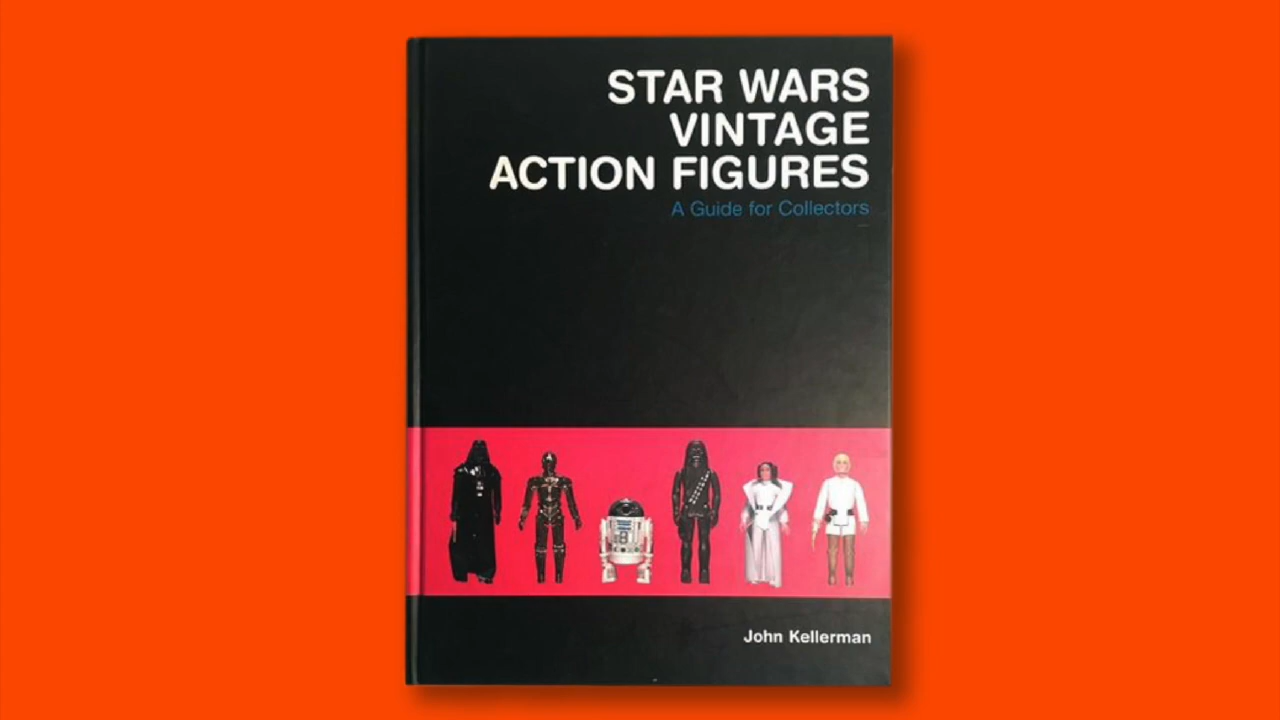 STAR WARS
VINTAGE
ACTION FIGURES
A Guide for Collectors
John Kellerman